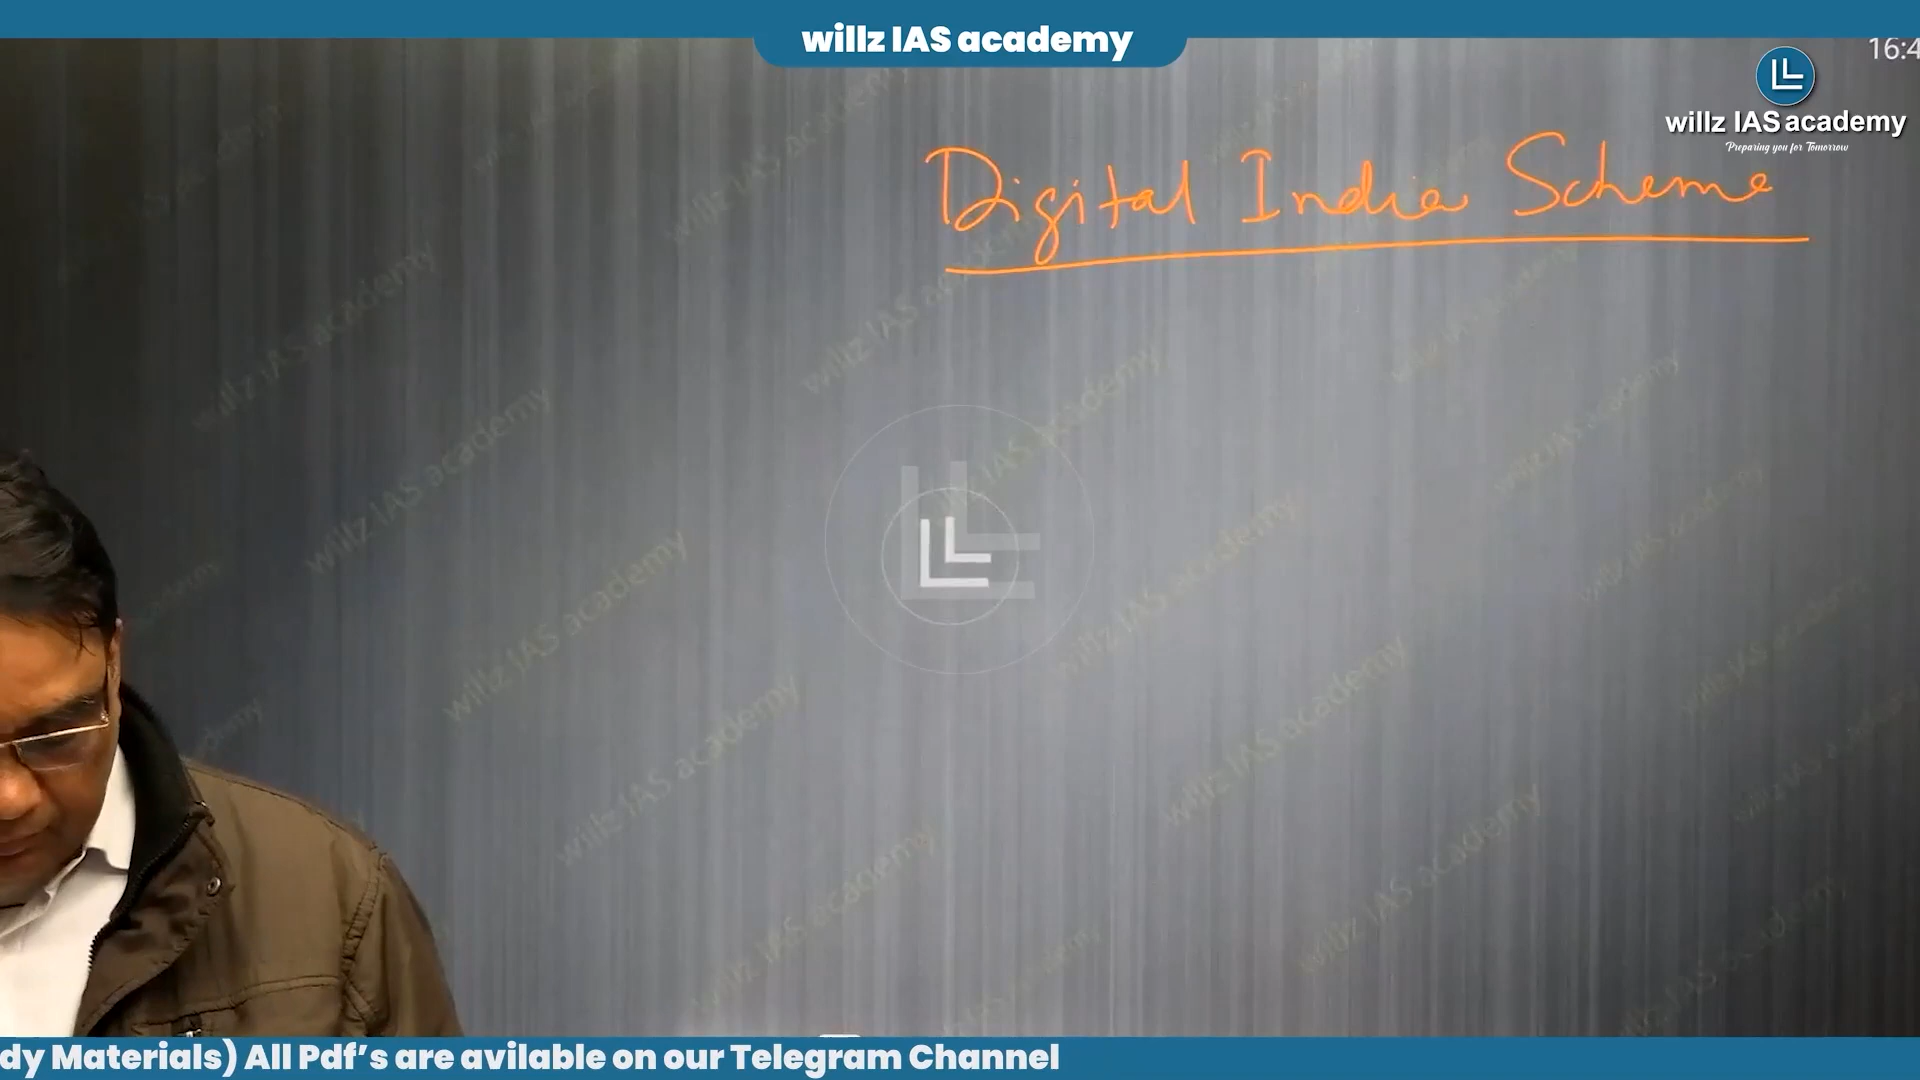 willz IAS academy
16:4
willz IAS academy
Preparing you for Tomorrow
Digital India Scheme
dy Materials) All Pdf's are avilable on our Telegram Channel